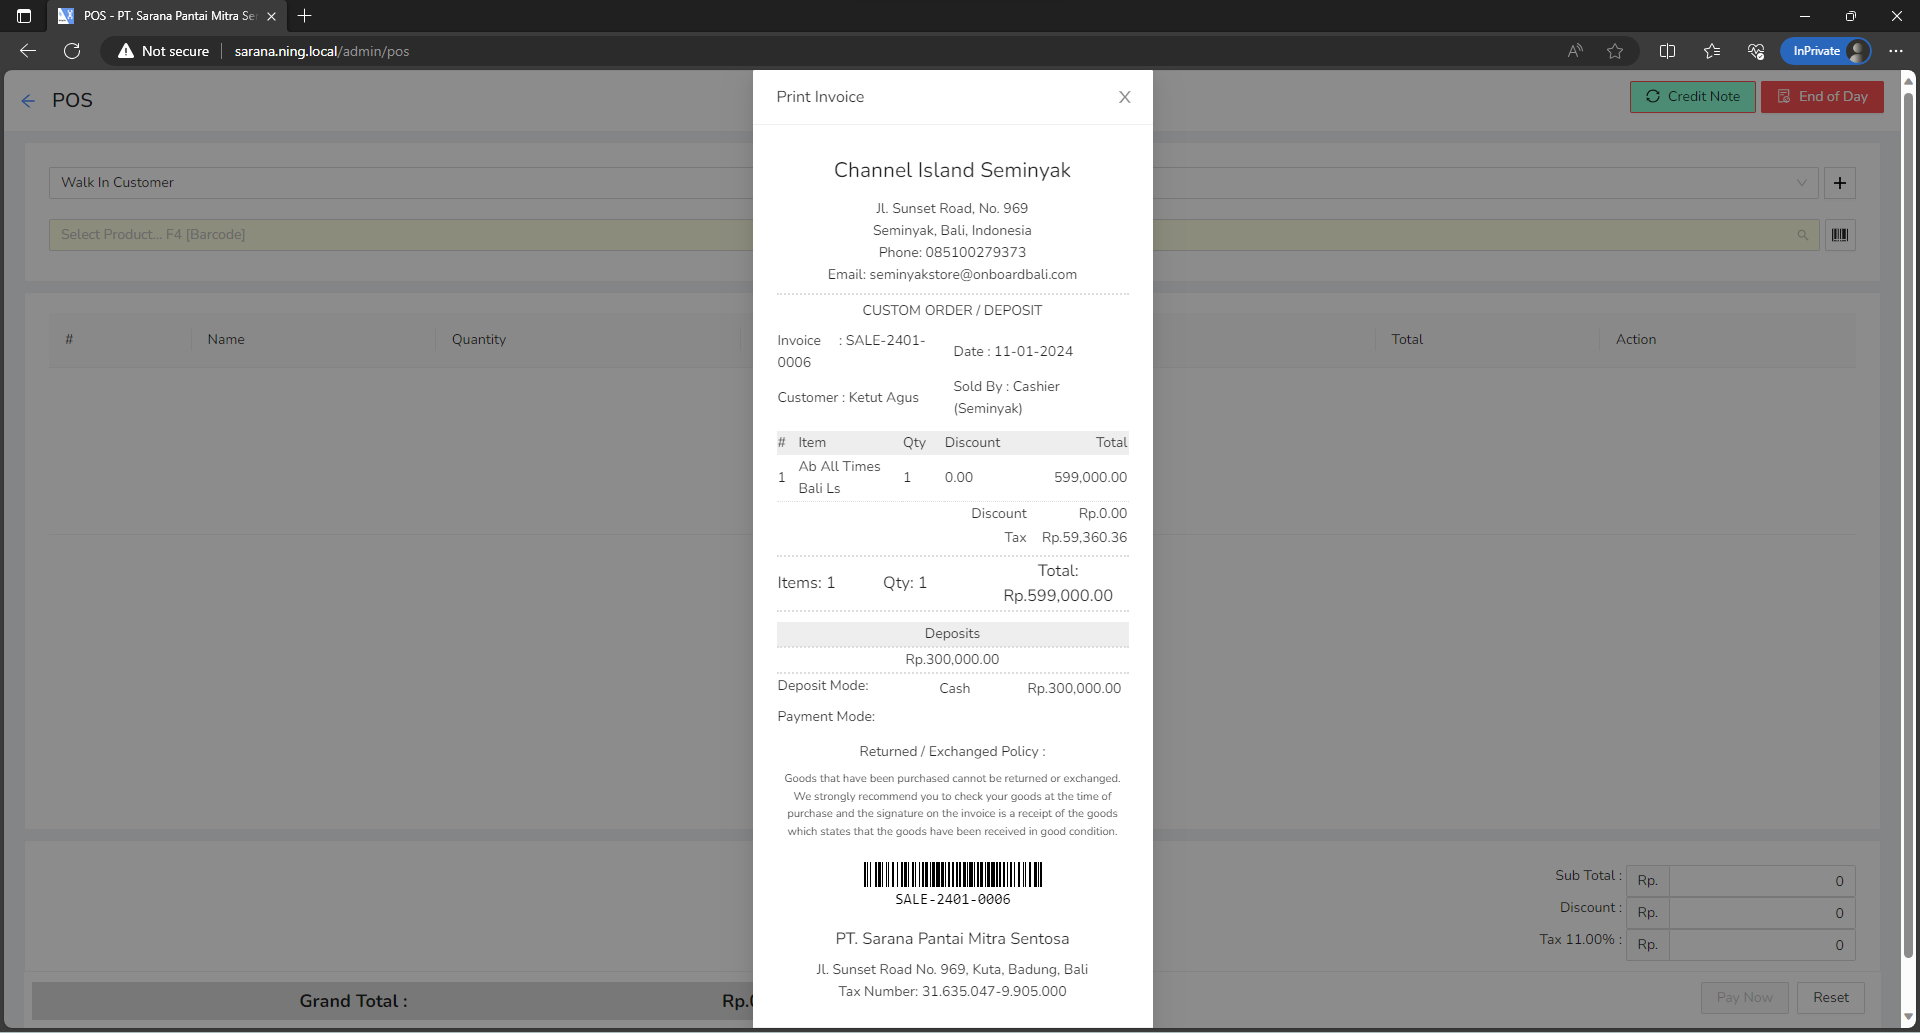 POS - PT. Sarana Pantai Mitra Se
Not secure
sarana.ning.local/admin/pos
InPrivate
POS
Credit Note
End of Day
Walk In Customer
Select Product... F4 [Barcode]
# Name Quantity Total Action
Print Invoice
X
Channel Island Seminyak
Jl. Sunset Road, No. 969
Seminyak, Bali, Indonesia
Phone: 085100279373
Email: seminyakstore@onboardbali.com
CUSTOM ORDER / DEPOSIT
Invoice : SALE-2401-
0006
Date : 11-01-2024
Customer : Ketut Agus
Sold By : Cashier
(Seminyak)
# Item Qty Discount Total
1 Ab All Times
Bali Ls
1 0.00 599,000.00
Discount Rp.0.00
Tax Rp.59,360.36
Items: 1 Qty: 1
Total:
Rp.599,000.00
Deposits
Rp.300,000.00
Deposit Mode: Cash Rp.300,000.00
Payment Mode:
Returned / Exchanged Policy :
Goods that have been purchased cannot be returned or exchanged.
We strongly recommend you to check your goods at the time of
purchase and the signature on the invoice is a receipt of the goods
which states that the goods have been received in good condition.
SALE-2401-0006
PT. Sarana Pantai Mitra Sentosa
Jl. Sunset Road No. 969, Kuta, Badung, Bali
Tax Number: 31.635.047-9.905.000
Sub Total : Rp. 0
Discount : Rp. 0
Tax 11.00% : Rp. 0
Grand Total : Rp.
Pay Now
Reset